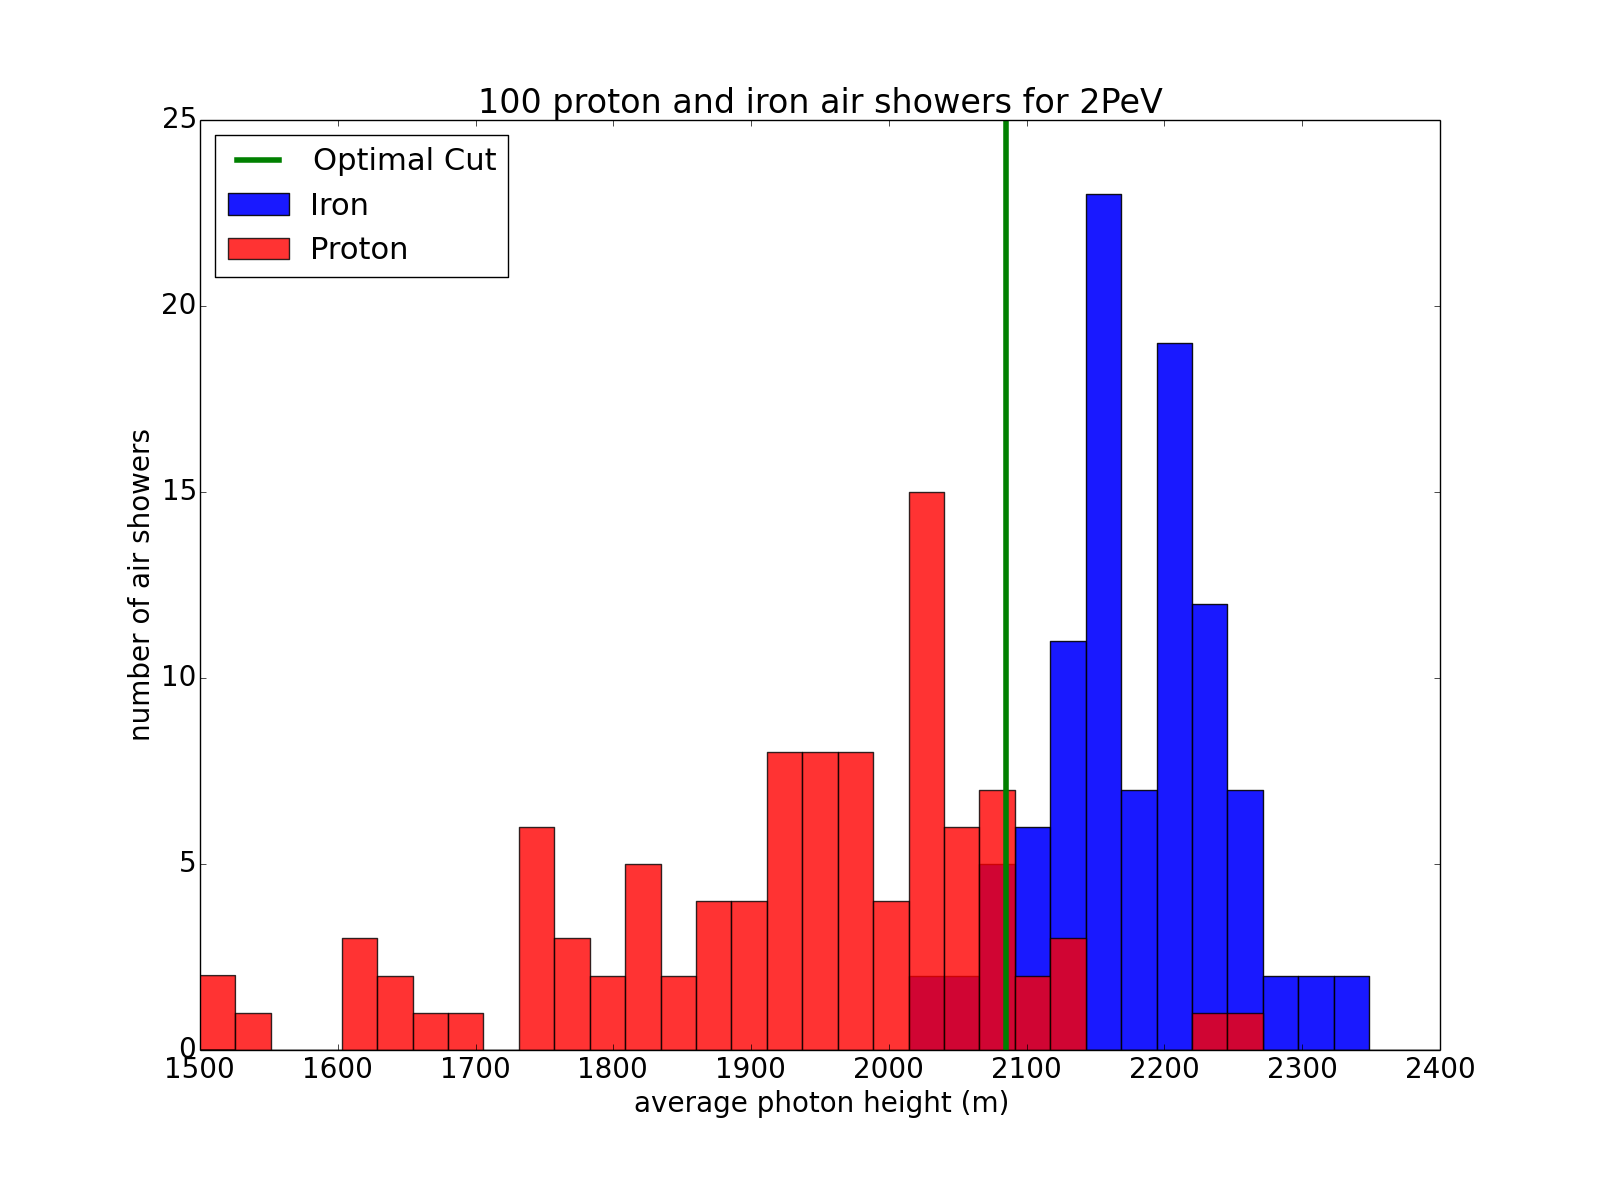 100 proton and iron air showers for 2PeV
Optimal Cut
Iron
Proton
25
20
15
10
5
0
number of air showers
1500 1600 1700 1800 1900 2000 2100 2200 2300 2400
average photon height (m)